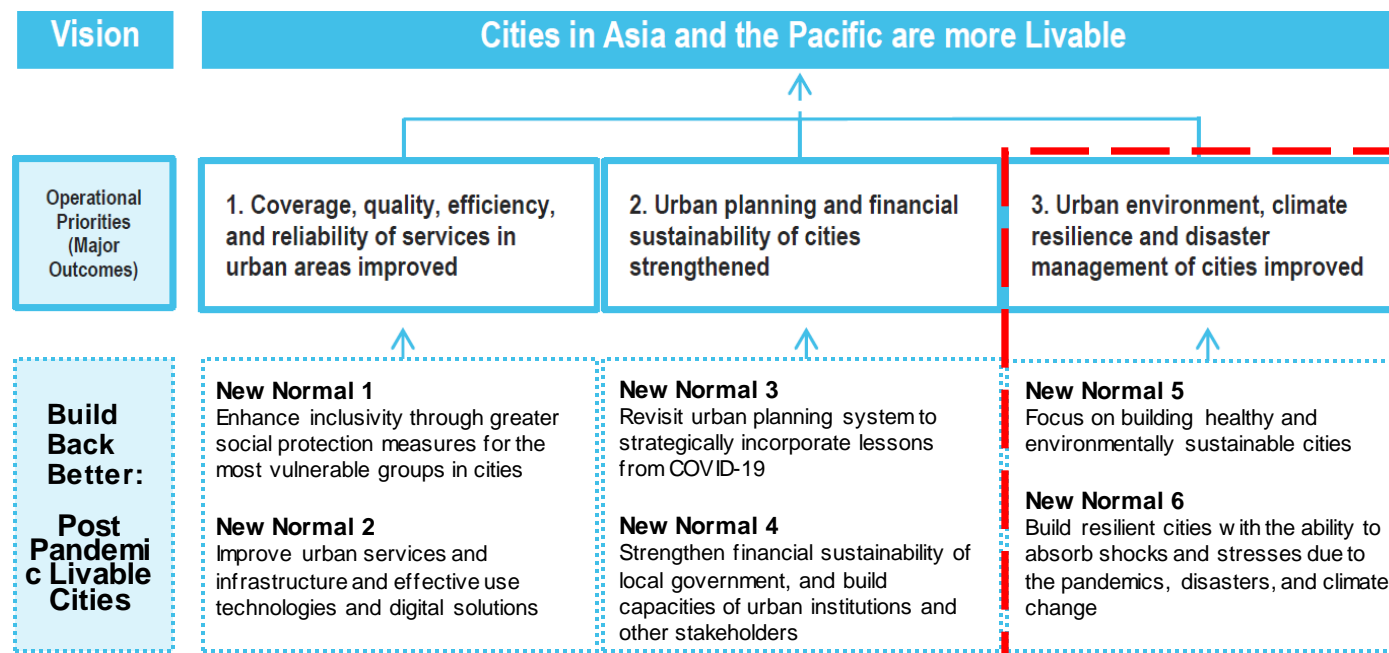 Vision
Cities in Asia and the Pacific are more Livable
Operational
Priorities
(Major
Outcomes)
1. Coverage, quality, efficiency,
and reliability of services in
urban areas improved
2. Urban planning and financial
sustainability of cities
strengthened
3. Urban environment, climate
resilience and disaster
management of cities improved
Build
Back
Better:
Post
Pandemi
c Livable
Cities
New Normal 1
Enhance inclusivity through greater
social protection measures for the
most vulnerable groups in cities
New Normal 2
Improve urban services and
infrastructure and effective use
technologies and digital solutions
New Normal 3
Revisit urban planning system to
strategically incorporate lessons
from COVID-19
New Normal 4
Strengthen financial sustainability of
local government, and build
capacities of urban institutions and
other stakeholders
New Normal 5
Focus on building healthy and
environmentally sustainable cities
New Normal 6
Build resilient cities with the ability to
absorb shocks and stresses due to
the pandemics, disasters, and climate
change